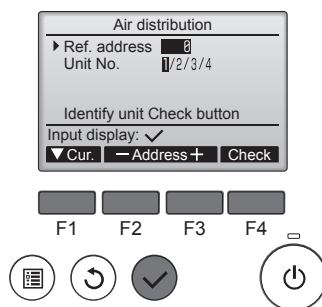 Air distribution
Ref. address 0
Unit No. 1/2/3/4
Identify unit Check button
Input display: ✓
▼Cur. −Address+ Check
F1 F2 F3 F4